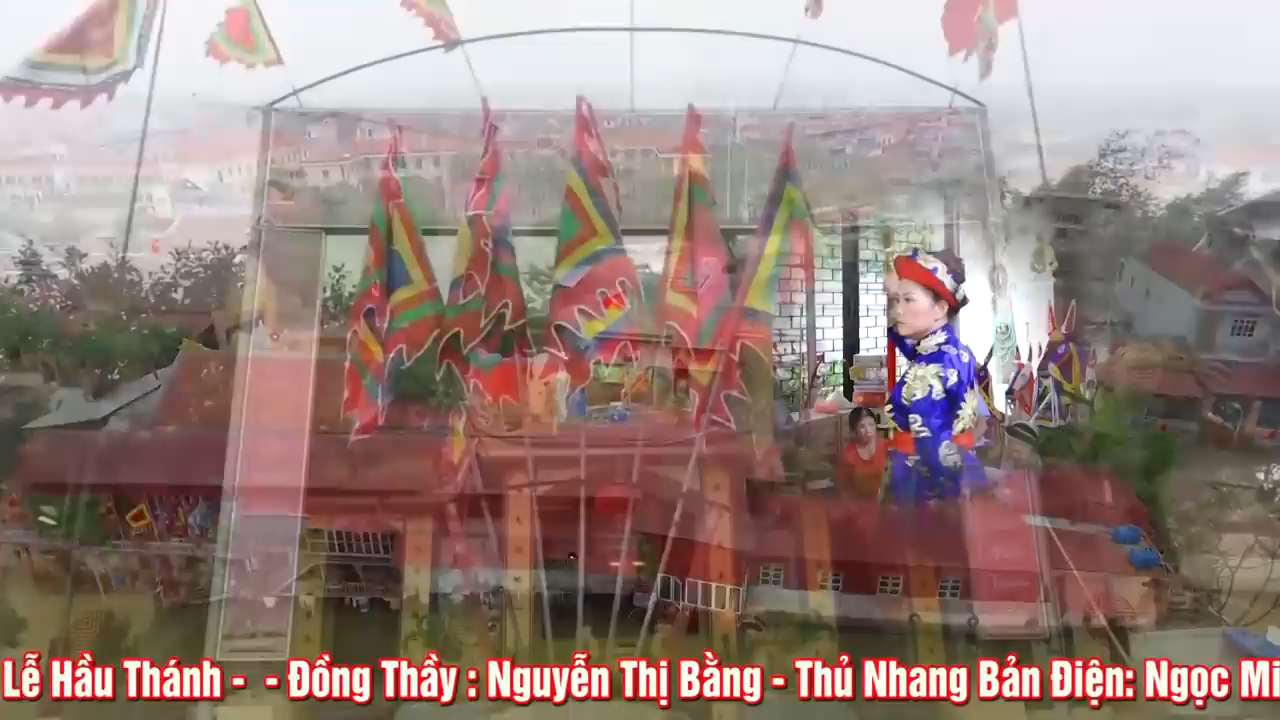 Lễ Hầu Thánh - - Đồng Thầy : Nguyễn Thị Bằng - Thủ Nhang Bản Điện: Ngọc Mi